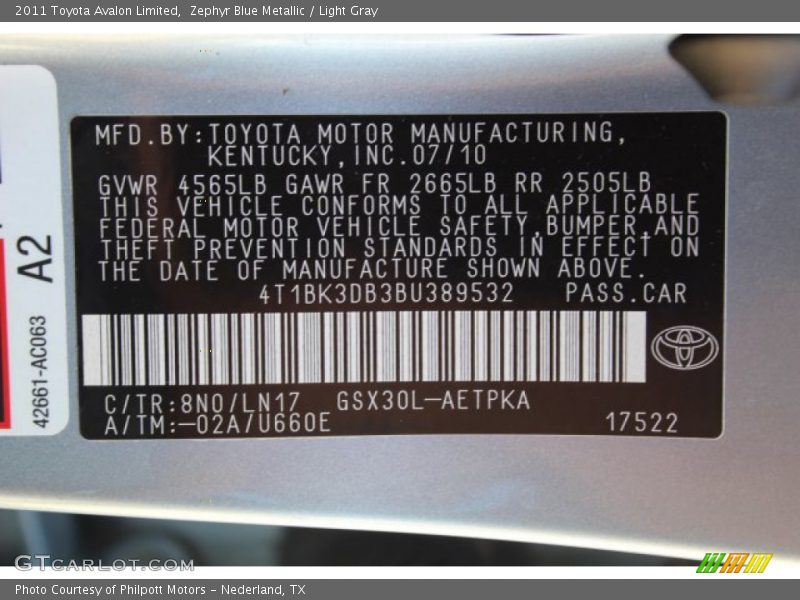 2011 Toyota Avalon Limited, Zephyr Blue Metallic / Light Gray
MFD.BY:TOYOTA MOTOR MANUFACTURING,
KENTUCKY,INC.07/10
GVWR 4565LB GAWR FR 2665LB RR 2505LB
THIS VEHICLE CONFORMS TO ALL APPLICABLE
FEDERAL MOTOR VEHICLE SAFETY,BUMPER,AND
THEFT PREVENTION STANDARDS IN EFFECT ON
THE DATE OF MANUFACTURE SHOWN ABOVE.
4T1BK3DB3BU389532 PASS.CAR
C/TR:8N0/LN17 GSX30L-AETPKA
A/TM:-02A/U660E 17522
A2
42661-AC063
GTcarlot.com
Photo Courtesy of Philpott Motors - Nederland, TX